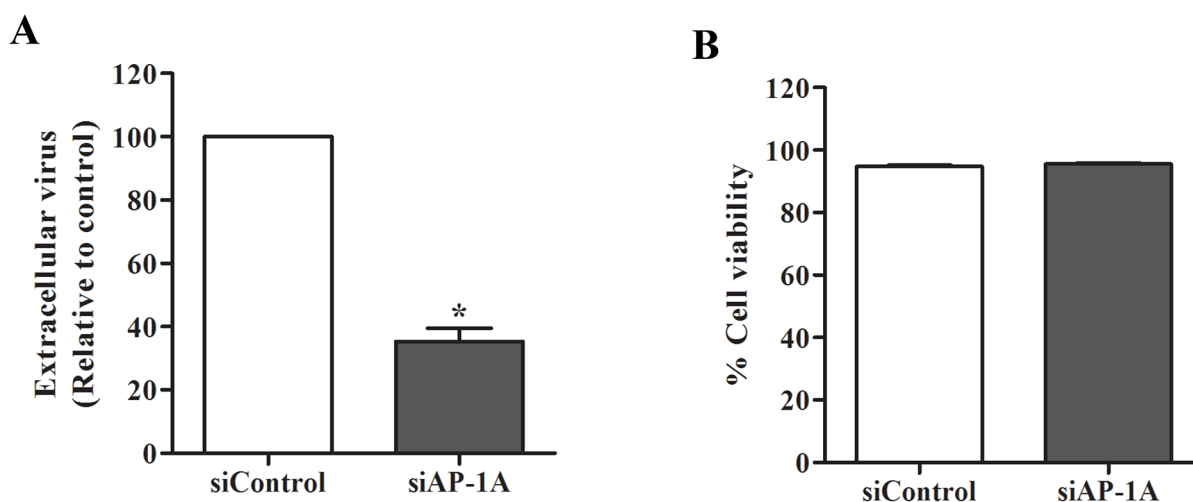 A
Extracellular virus
(Relative to control)
120
100
80
60
40
20
0
*
siControl
siAP-1A
B
% Cell viability
120
100
80
60
40
20
0
siControl
siAP-1A